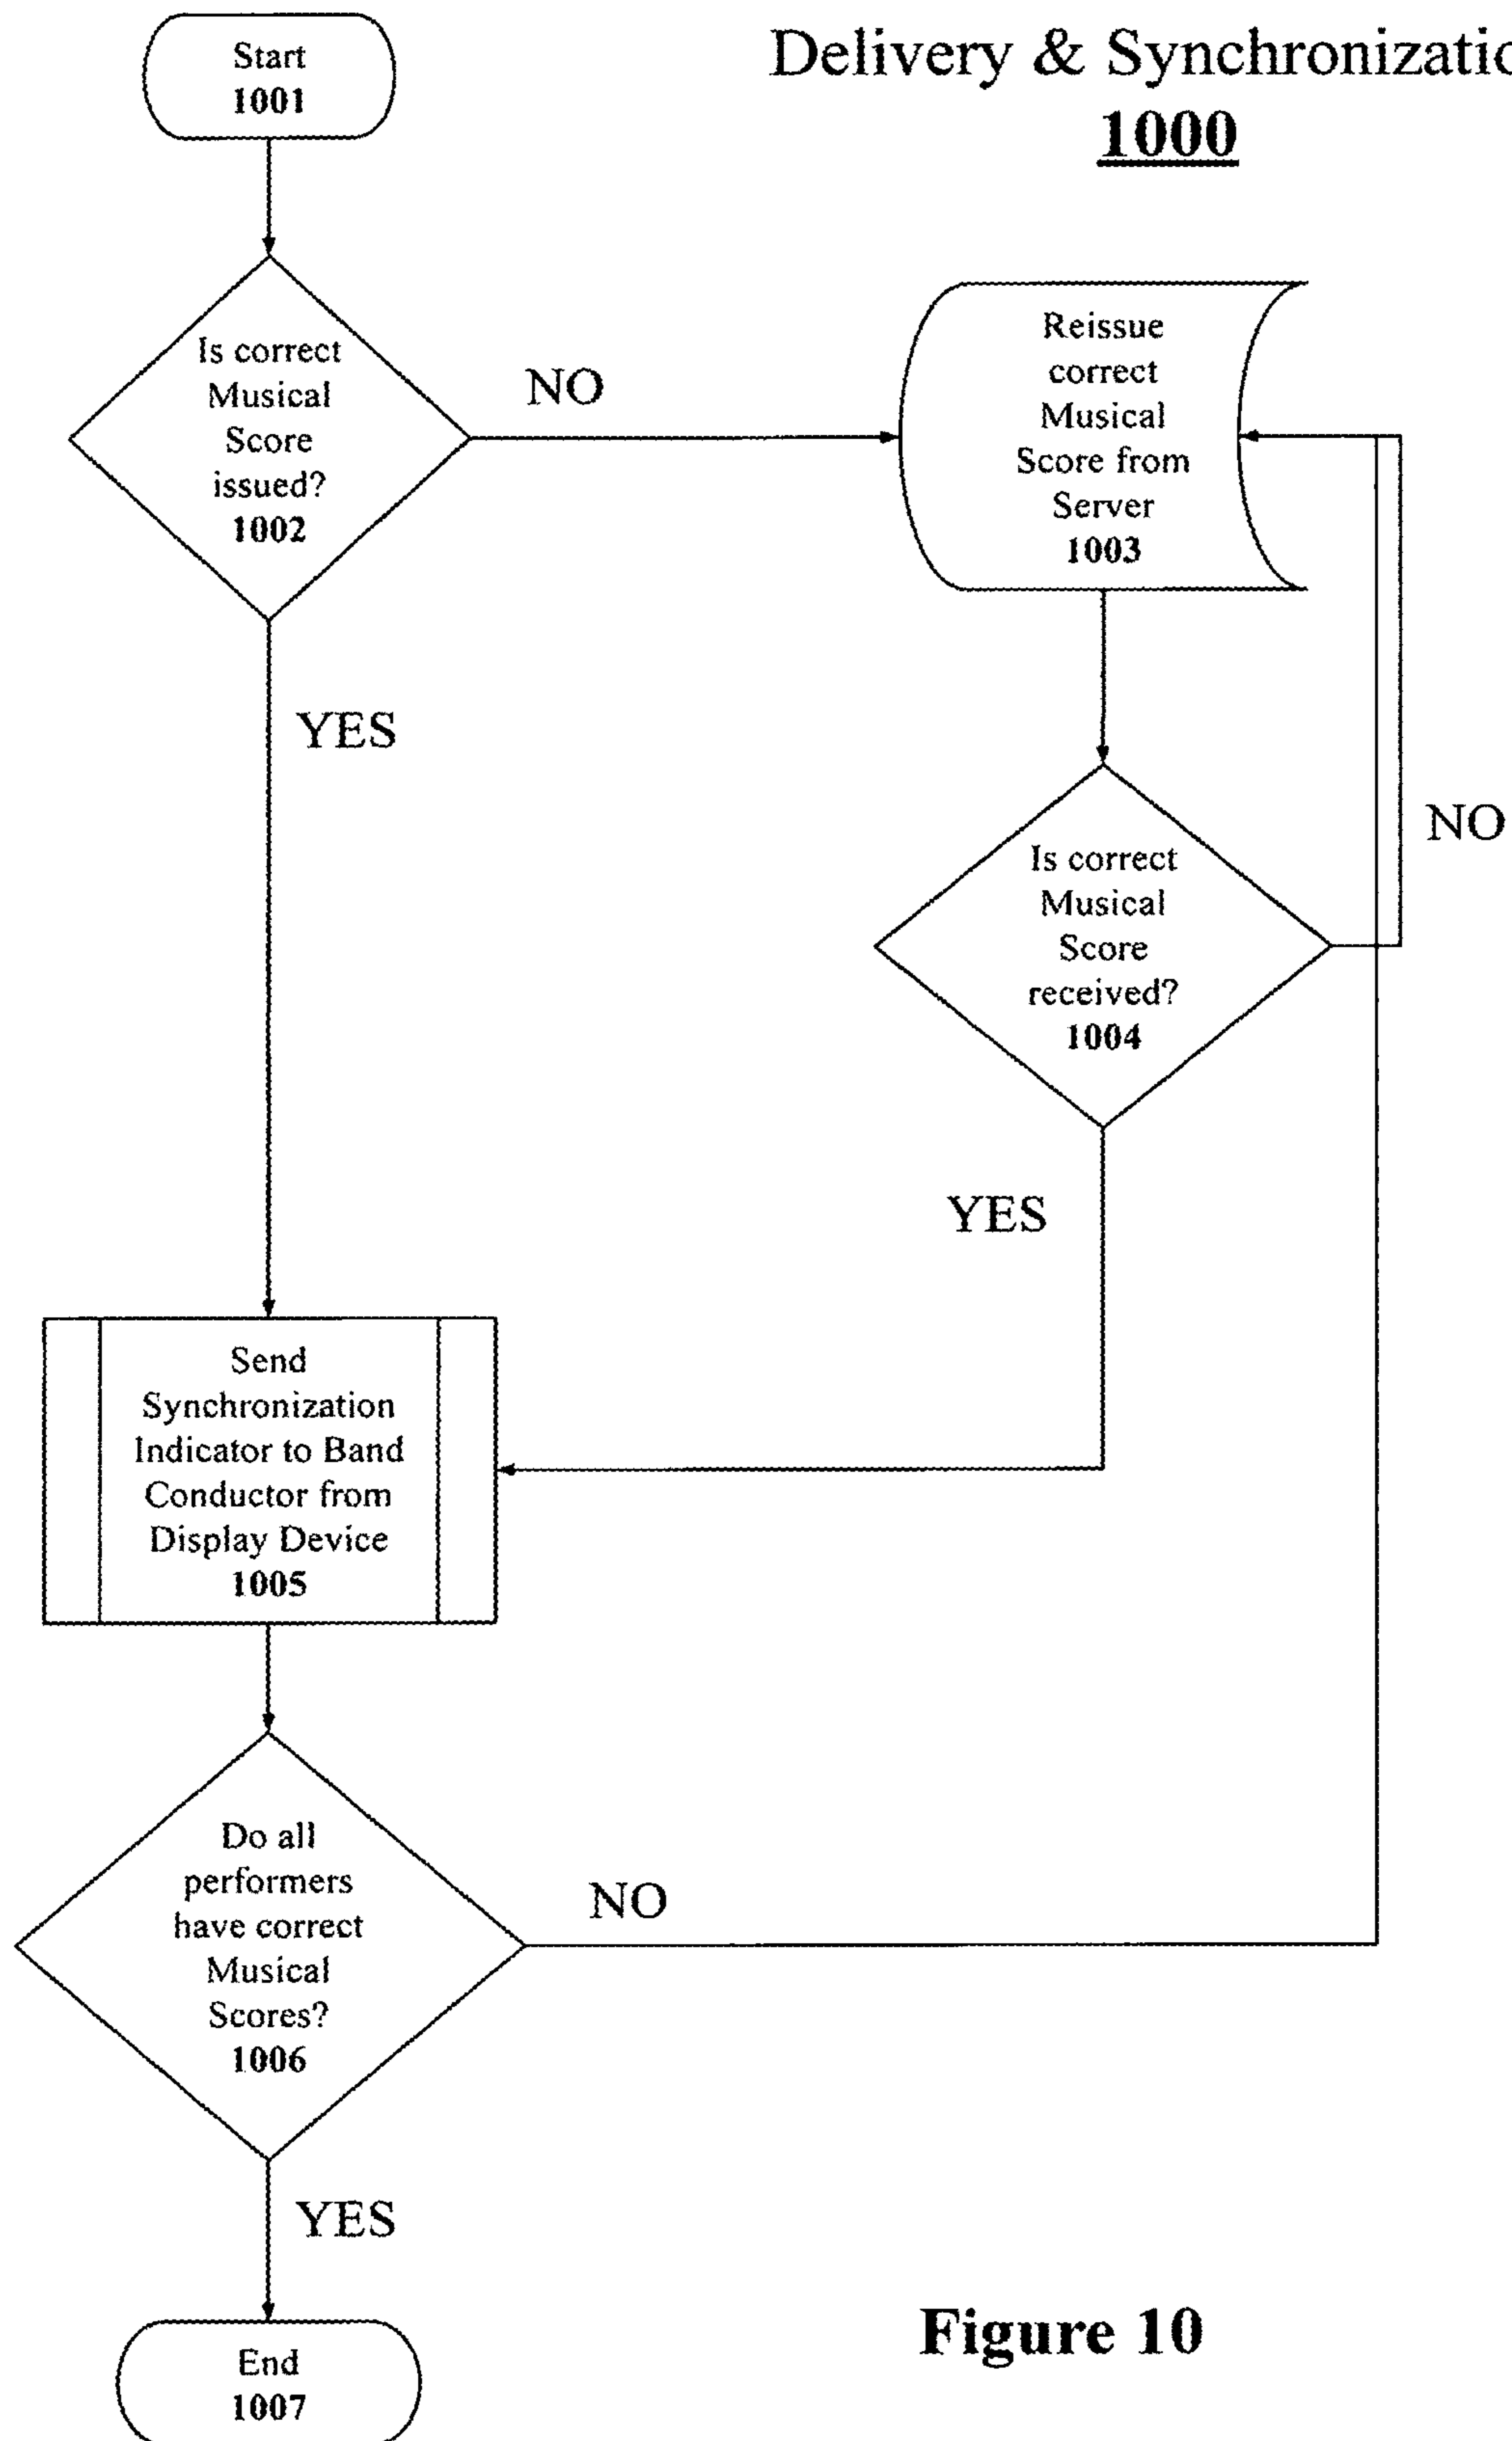 Delivery & Synchronizatio
1000
Start
1001
Is correct
Musical
Score
issued?
1002
NO
Reissue
correct
Musical
Score from
Server
1003
YES
NO
Is correct
Musical
Score
received?
1004
YES
Send
Synchronization
Indicator to Band
Conductor from
Display Device
1005
Do all
performers
have correct
Musical
Scores?
1006
NO
YES
End
1007
Figure 10